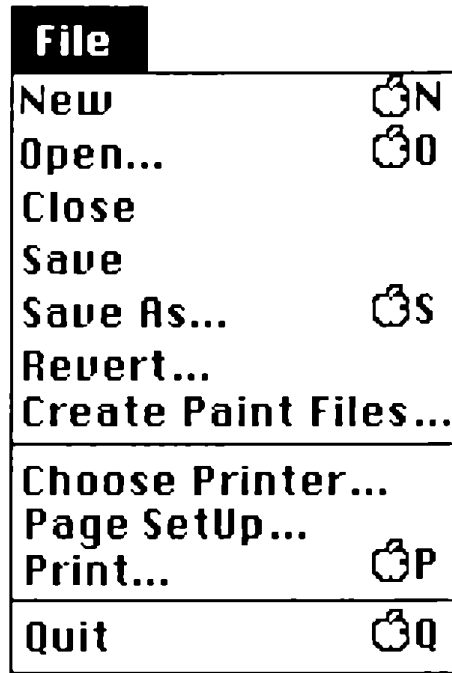 File
New N
Open... O
Close
Save
Save As... S
Revert...
Create Paint Files...
Choose Printer...
Page SetUp...
Print... P
Quit Q